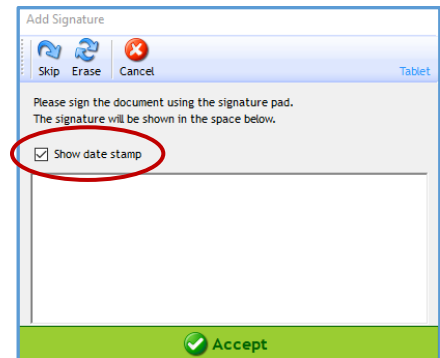 Add Signature
Skip Erase Cancel Tablet
Please sign the document using the signature pad.
The signature will be shown in the space below.
Show date stamp
Accept